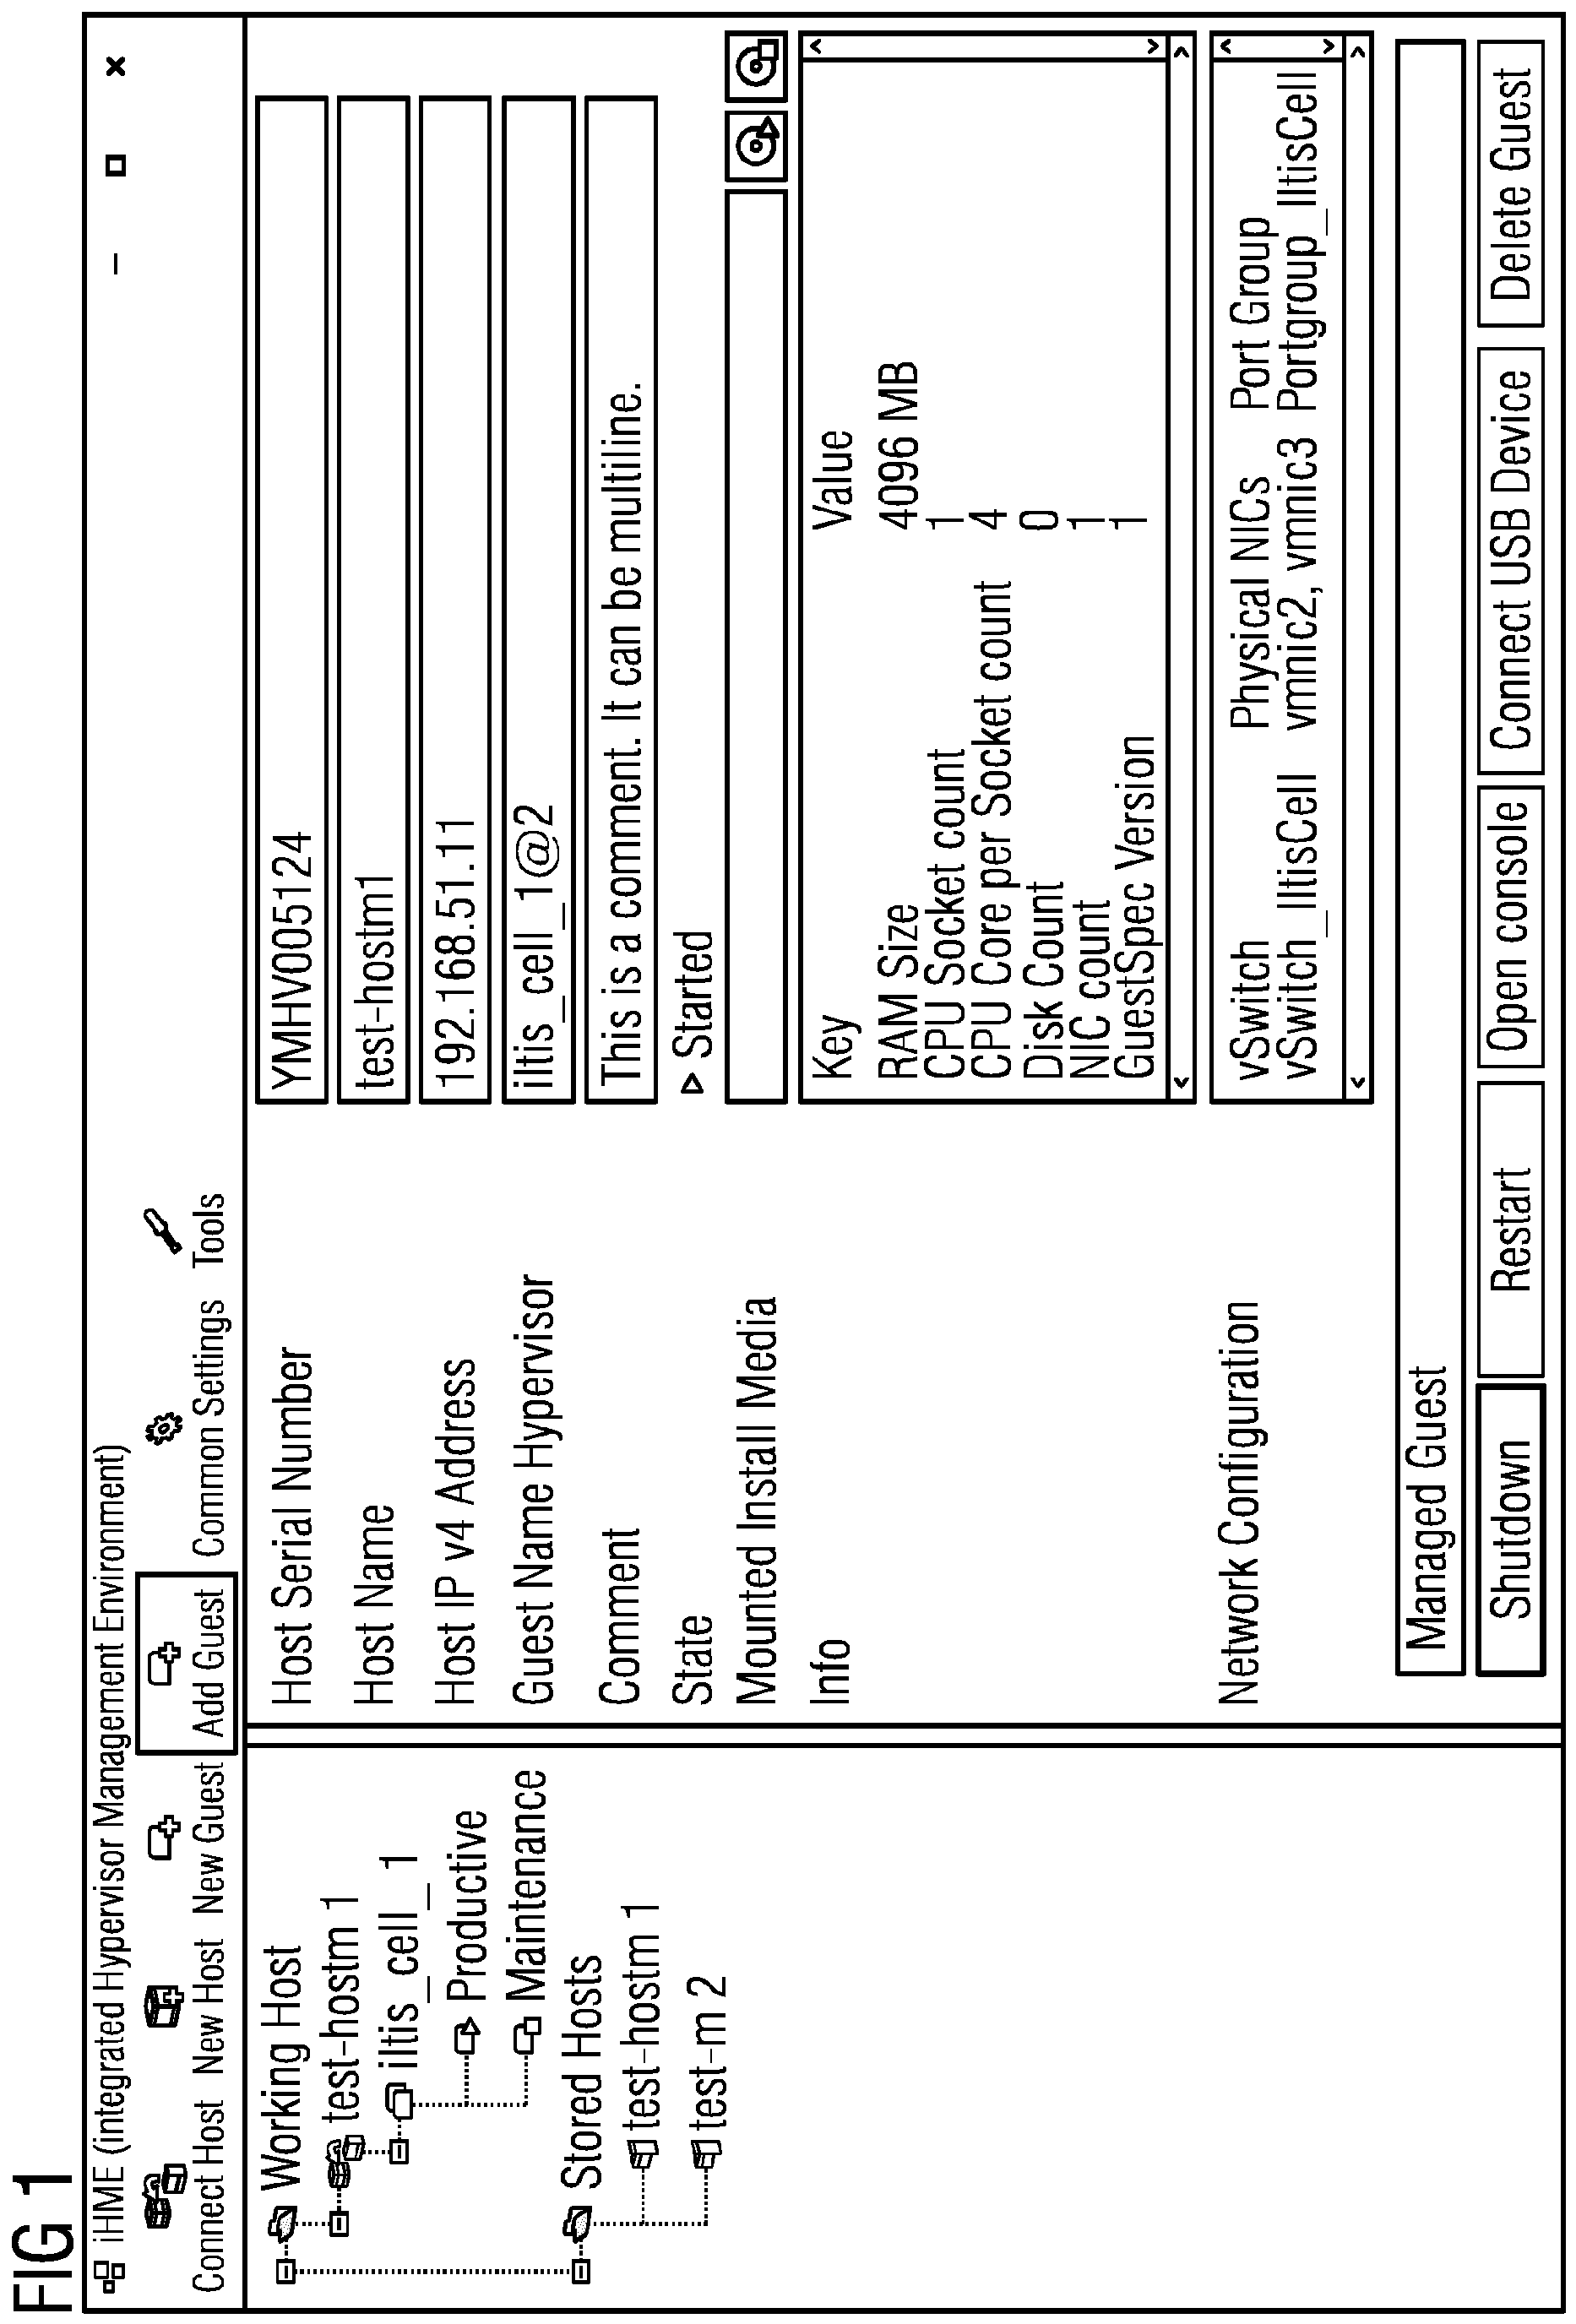 FIG 1
iHME (integrated Hypervisor Management Environment)
Connect Host New Host New Guest Add Guest Common Settings Tools
Working Host
test-hostm 1
iltis_cell_1
Productive
Maintenance
Stored Hosts
test-hostm 1
test-m 2
Host Serial Number YMHV005124
Host Name test-hostm1
Host IP v4 Address 192.168.51.11
Guest Name Hypervisor iltis_cell_1@2
Comment This is a comment. It can be multiline.
State Started
Mounted Install Media
Info Key Value
RAM Size 4096 MB
CPU Socket count 1
CPU Core per Socket count 4
Disk Count 0
NIC count 1
GuestSpec Version 1
Network Configuration vSwitch Physical NICs Port Group
vSwitch_IltisCell vmnic2, vmnic3 Portgroup_IltisCell
Managed Guest
Shutdown Restart Open console Connect USB Device Delete Guest